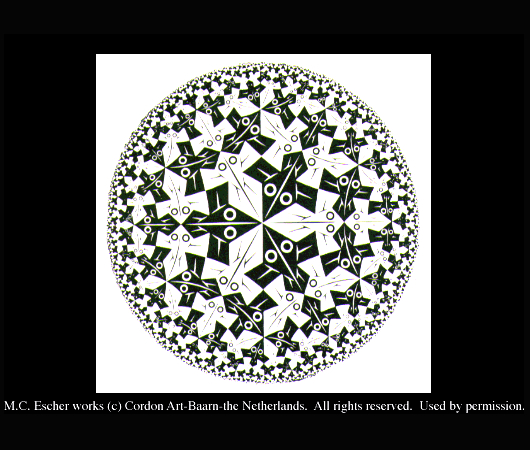 M.C. Escher works (c) Cordon Art-Baarn-the Netherlands.  All rights reserved.  Used by permission.